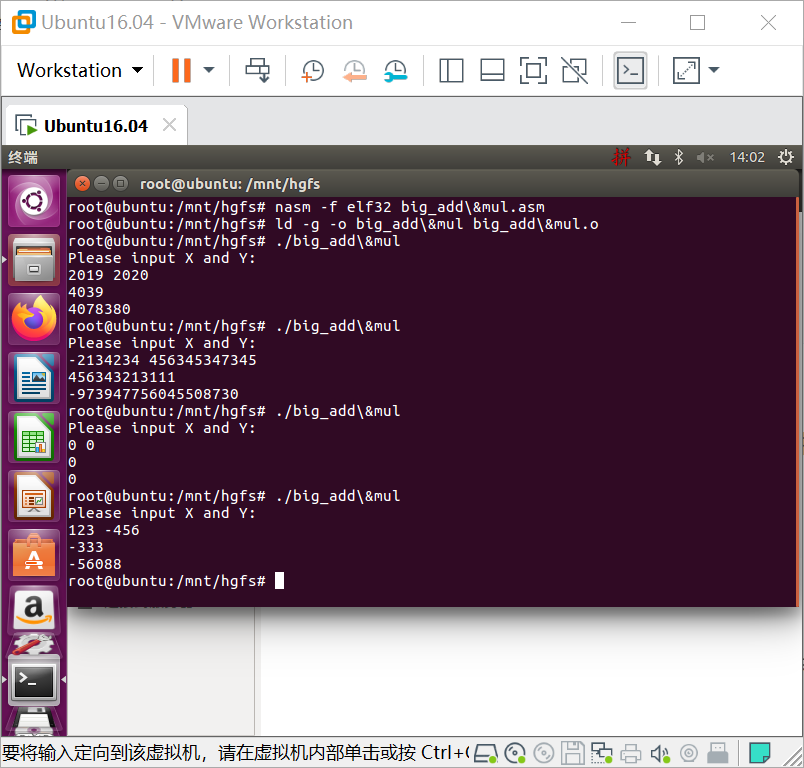 Ubuntu16.04 - VMware Workstation
Workstation
Ubuntu16.04
终端
拼
14:02
root@ubuntu: /mnt/hgfs
root@ubuntu:/mnt/hgfs# nasm -f elf32 big_add\&mul.asm
root@ubuntu:/mnt/hgfs# ld -g -o big_add\&mul big_add\&mul.o
root@ubuntu:/mnt/hgfs# ./big_add\&mul
Please input X and Y:
2019 2020
4039
4078380
root@ubuntu:/mnt/hgfs# ./big_add\&mul
Please input X and Y:
-2134234 456345347345
456343213111
-973947756045508730
root@ubuntu:/mnt/hgfs# ./big_add\&mul
Please input X and Y:
0 0
0
0
root@ubuntu:/mnt/hgfs# ./big_add\&mul
Please input X and Y:
123 -456
-333
-56088
root@ubuntu:/mnt/hgfs#
要将输入定向到该虚拟机，请在虚拟机内部单击或按 Ctrl+